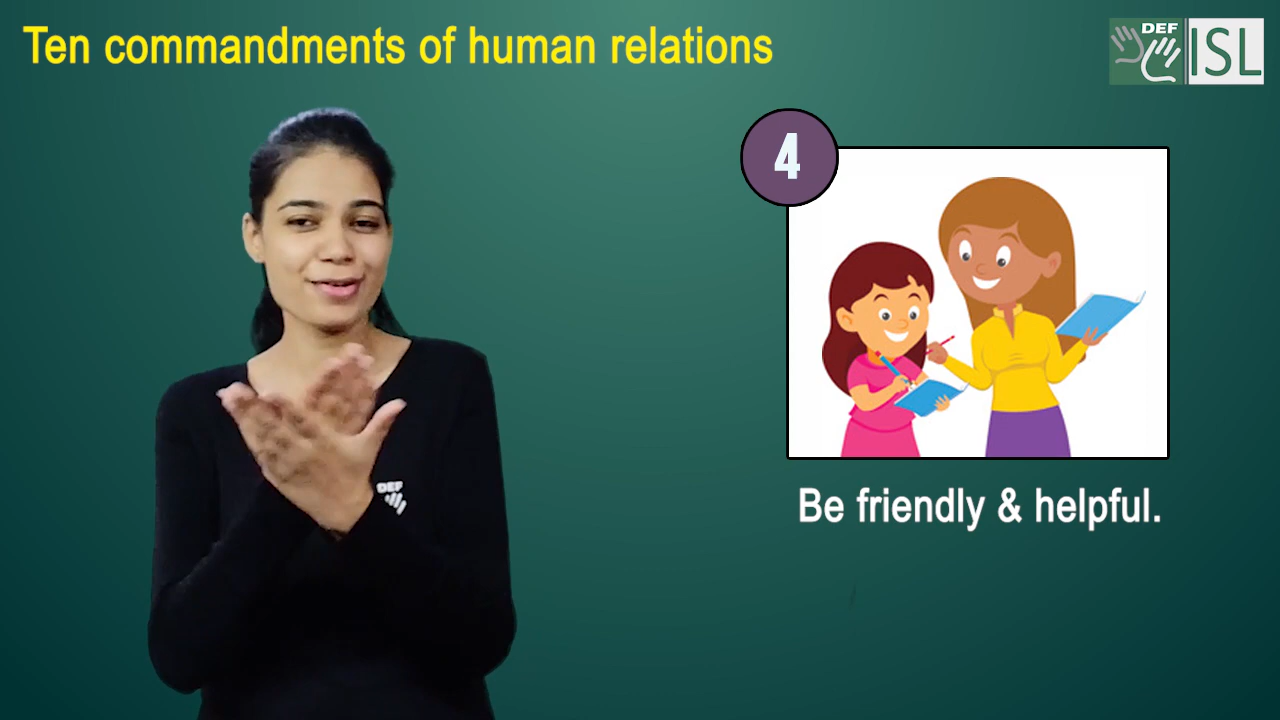 Ten commandments of human relations
DEF
ISL
4
DEF
Be friendly & helpful.